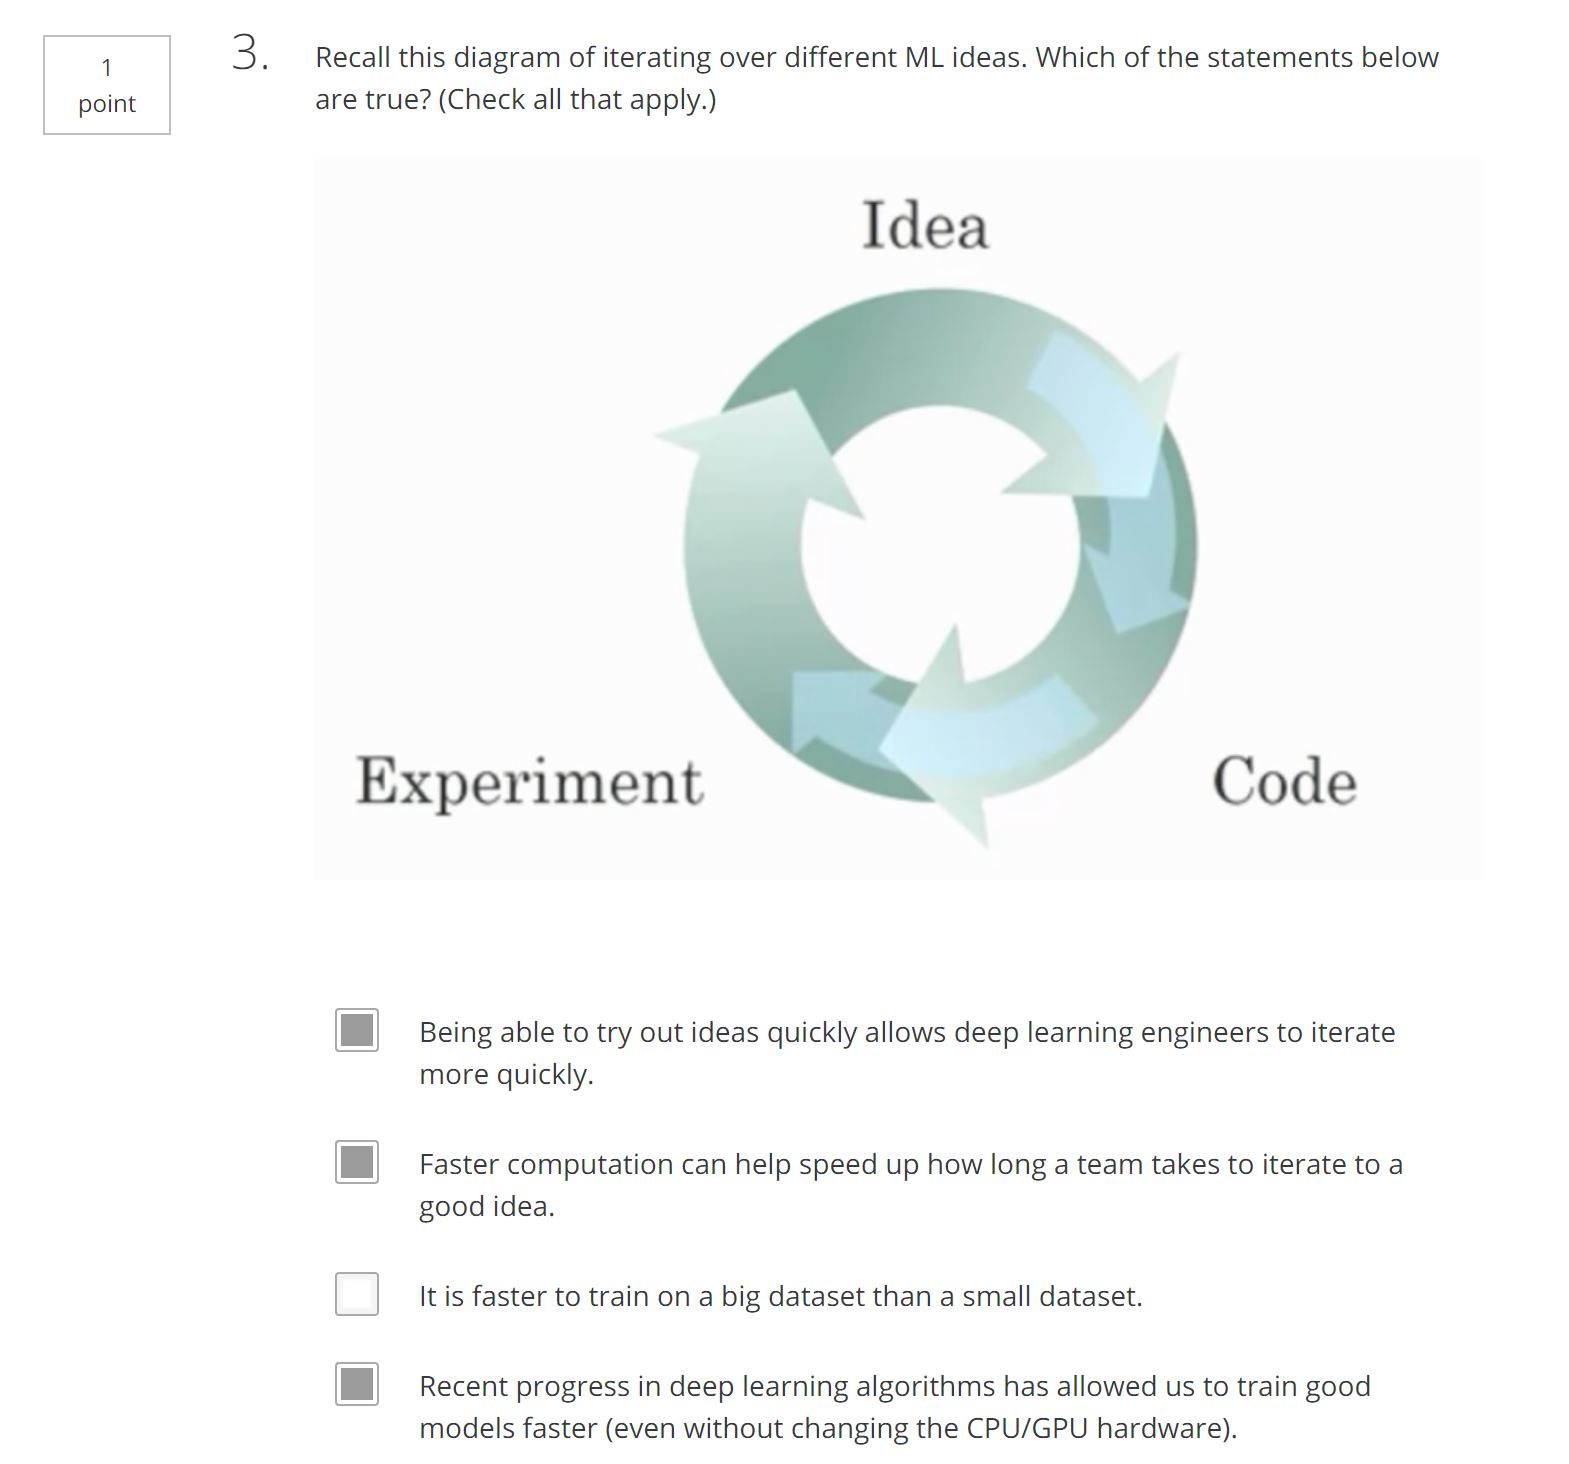 1
point
3.
Recall this diagram of iterating over different ML ideas. Which of the statements below
are true? (Check all that apply.)
Idea
Experiment
Code
Being able to try out ideas quickly allows deep learning engineers to iterate
more quickly.
Faster computation can help speed up how long a team takes to iterate to a
good idea.
It is faster to train on a big dataset than a small dataset.
Recent progress in deep learning algorithms has allowed us to train good
models faster (even without changing the CPU/GPU hardware).